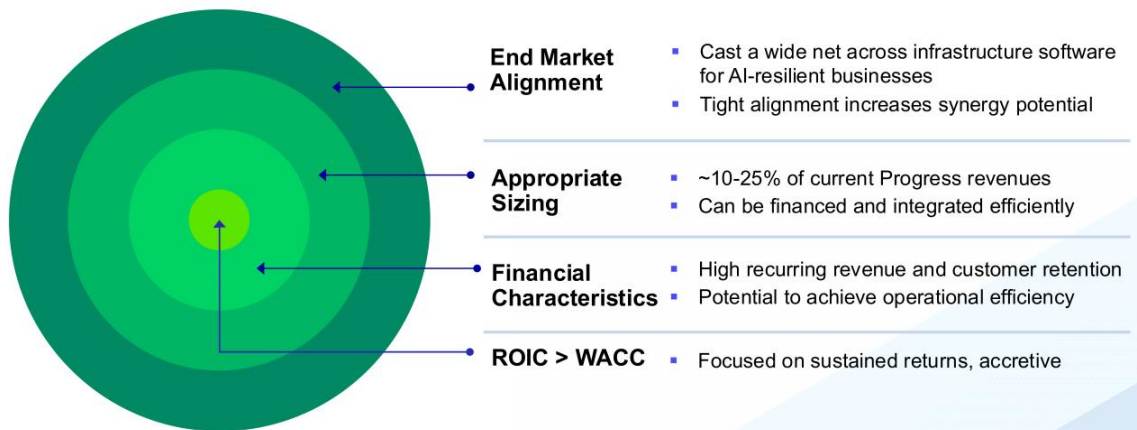 End Market
Alignment
▪ Cast a wide net across infrastructure software
for AI-resilient businesses
▪ Tight alignment increases synergy potential
Appropriate
Sizing
▪ ~10-25% of current Progress revenues
▪ Can be financed and integrated efficiently
Financial
Characteristics
▪ High recurring revenue and customer retention
▪ Potential to achieve operational efficiency
ROIC > WACC
▪ Focused on sustained returns, accretive